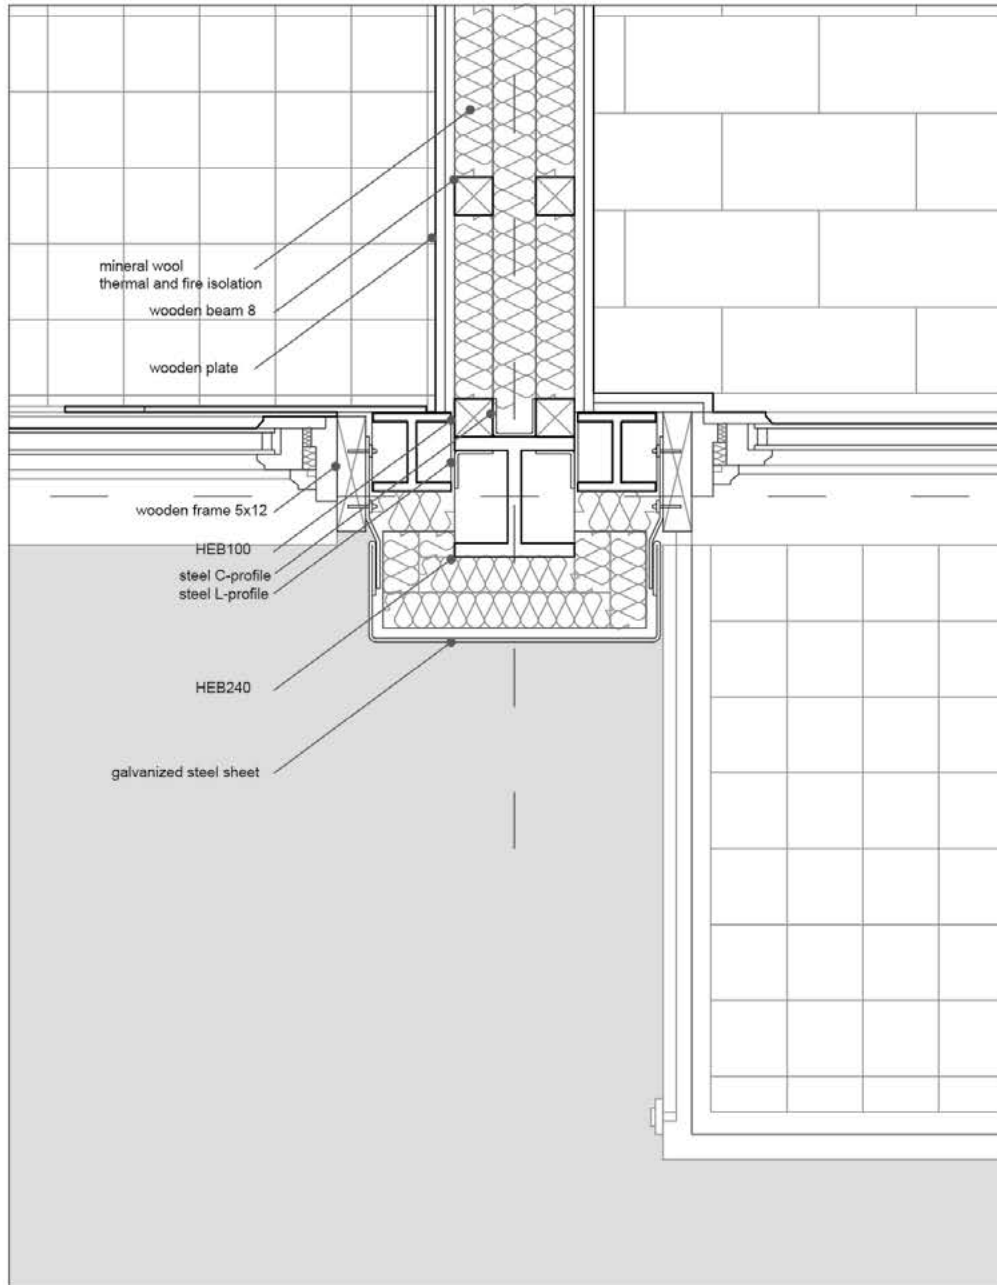 mineral wool
thermal and fire isolation
wooden beam 8
wooden plate
wooden frame 5x12
HEB100
steel C-profile
steel L-profile
HEB240
galvanized steel sheet